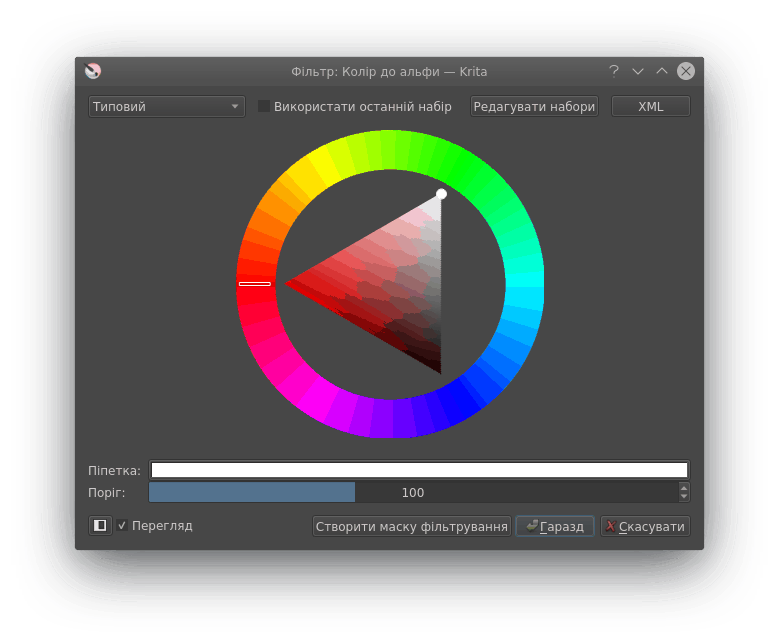 Фільтр: Колір до альфи — Krita
Типовий Використати останній набір Редагувати набори XML
Піпетка:
Поріг: 100
Перегляд Створити маску фільтрування Гаразд Скасувати